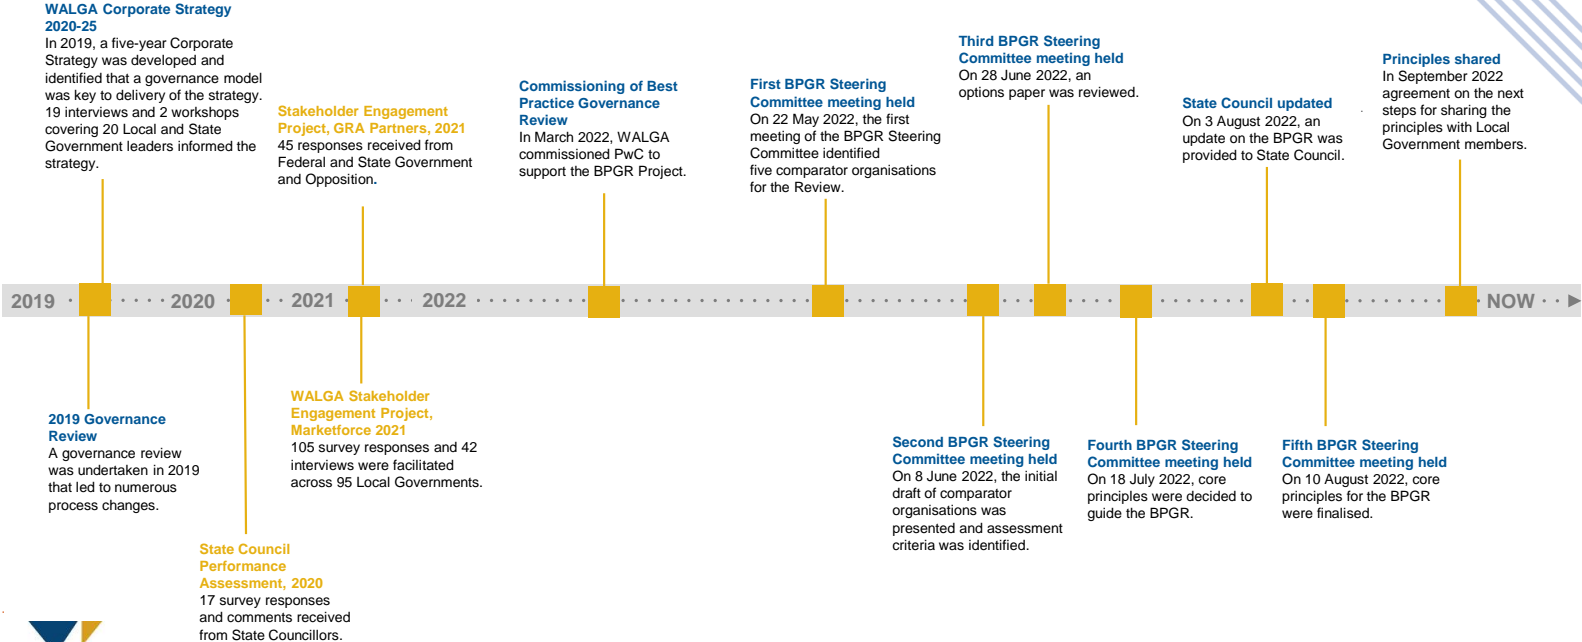 WALGA Corporate Strategy
2020-25
In 2019, a five-year Corporate
Strategy was developed and
identified that a governance model
was key to delivery of the strategy.
19 interviews and 2 workshops
covering 20 Local and State
Government leaders informed the
strategy.
Stakeholder Engagement
Project, GRA Partners, 2021
45 responses received from
Federal and State Government
and Opposition.
Commissioning of Best
Practice Governance
Review
In March 2022, WALGA
commissioned PwC to
support the BPGR Project.
First BPGR Steering
Committee meeting held
On 22 May 2022, the first
meeting of the BPGR Steering
Committee identified
five comparator organisations
for the Review.
Third BPGR Steering
Committee meeting held
On 28 June 2022, an
options paper was reviewed.
State Council updated
On 3 August 2022, an
update on the BPGR was
provided to State Council.
Principles shared
In September 2022
agreement on the next
steps for sharing the
principles with Local
Government members.
2019 2020 2021 2022 NOW
2019 Governance
Review
A governance review
was undertaken in 2019
that led to numerous
process changes.
State Council
Performance
Assessment, 2020
17 survey responses
and comments received
from State Councillors.
WALGA Stakeholder
Engagement Project,
Marketforce 2021
105 survey responses and 42
interviews were facilitated
across 95 Local Governments.
Second BPGR Steering
Committee meeting held
On 8 June 2022, the initial
draft of comparator
organisations was
presented and assessment
criteria was identified.
Fourth BPGR Steering
Committee meeting held
On 18 July 2022, core
principles were decided to
guide the BPGR.
Fifth BPGR Steering
Committee meeting held
On 10 August 2022, core
principles for the BPGR
were finalised.